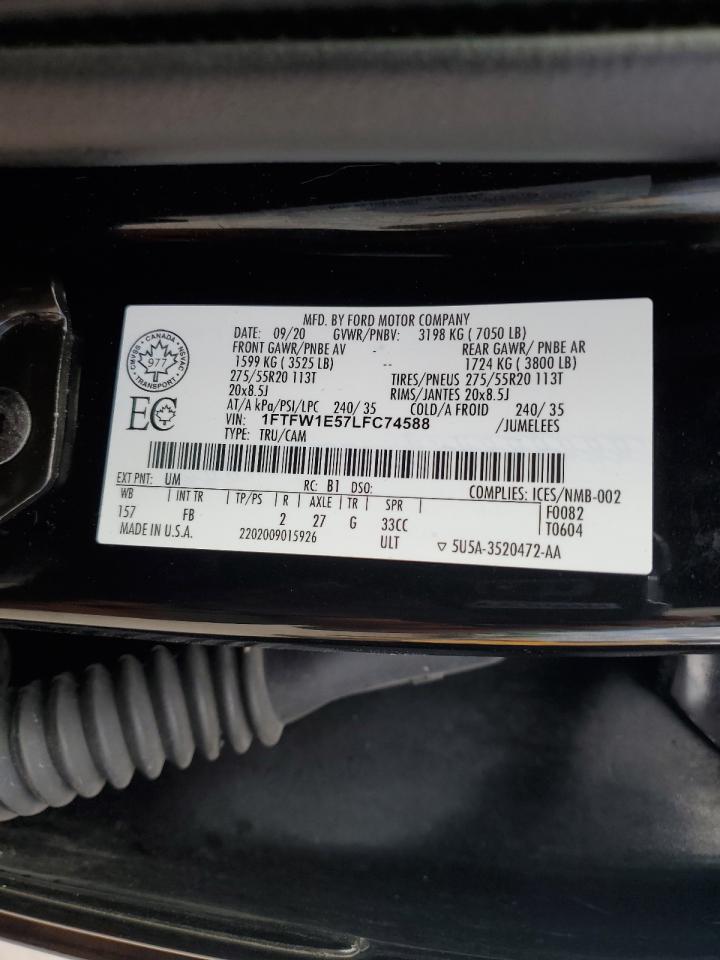 MFD. BY FORD MOTOR COMPANY
DATE: 09/20 GVWR/PNBV: 3198 KG ( 7050 LB)
FRONT GAWR/PNBE AV - REAR GAWR/ PNBE AR
1599 KG ( 3525 LB) -- 1724 KG ( 3800 LB)
275/55R20 113T TIRES/PNEUS 275/55R20 113T
20x8.5J RIMS/JANTES 20x8.5J
AT/A kPa/PSI/LPC 240/ 35 COLD/A FROID 240/ 35
VIN: 1FTFW1E57LFC74588 /JUMELEES
TYPE: TRU/CAM
CANADA
CMVSS NSVAC
977
TRANSPORT
EC
EXT PNT: UM RC: B1 DSO: COMPLIES: ICES/NMB-002
WB INT TR TP/PS R AXLE TR SPR F0082
157 FB 2 27 G 33CC T0604
MADE IN U.S.A. 2202009015926 ULT ▽ 5U5A-3520472-AA